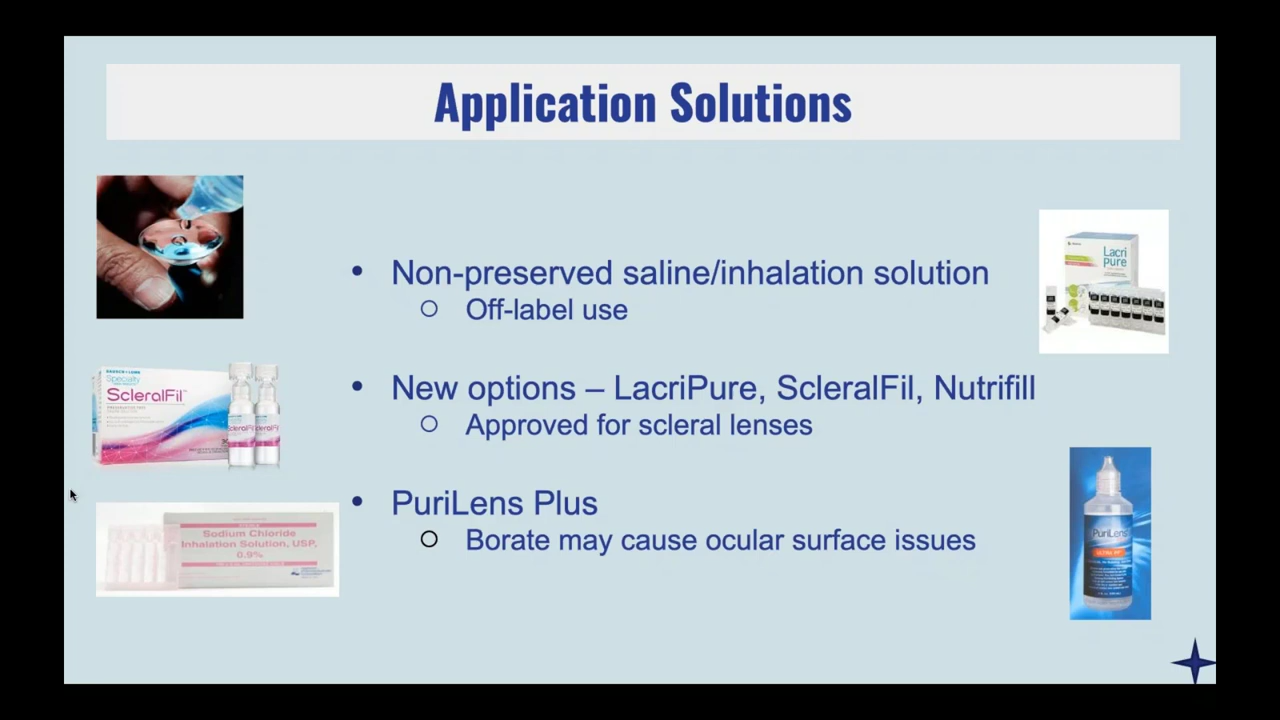 Application Solutions
• Non-preserved saline/inhalation solution
○ Off-label use
• New options – LacriPure, ScleralFil, Nutrifill
○ Approved for scleral lenses
• PuriLens Plus
○ Borate may cause ocular surface issues
BAUSCH + LOMB
Specialty
ScleralFil™
Sodium Chloride
Inhalation Solution, USP,
0.9%
Lacri
pure
PuriLens
ULTRA PF